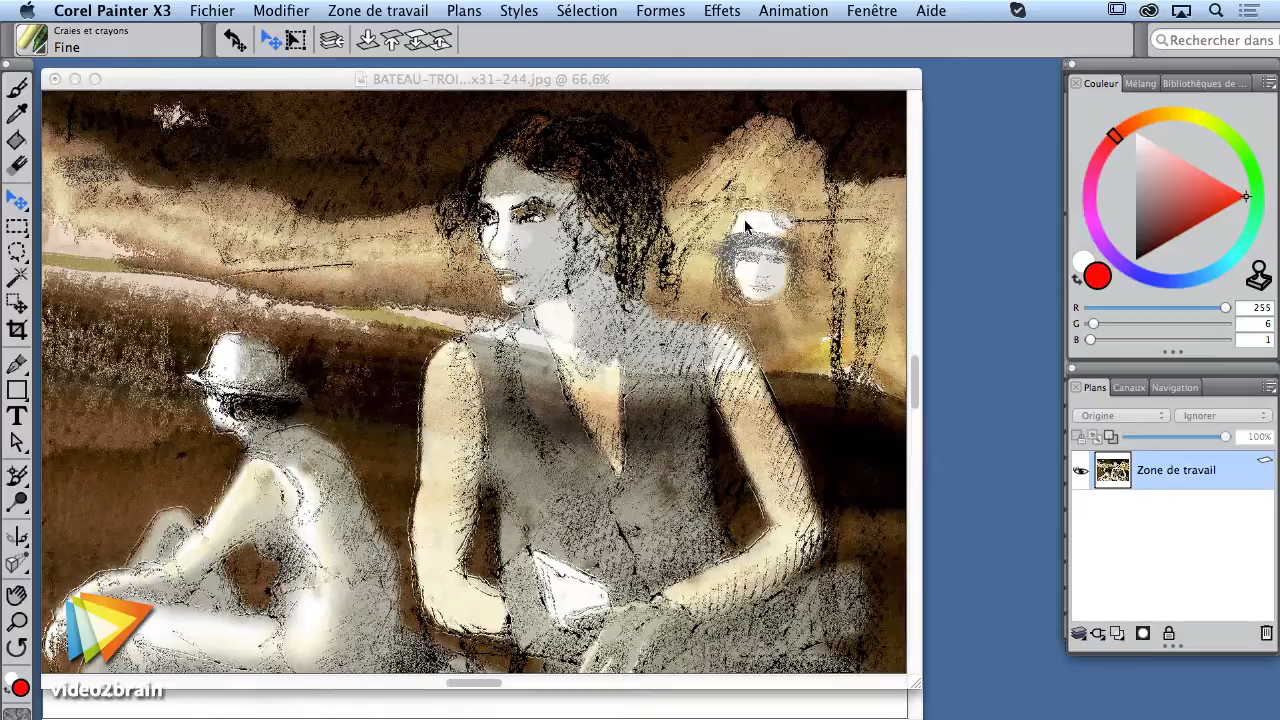 Corel Painter X3 Fichier Modifier Zone de travail Plans Styles Sélection Formes Effets Animation Fenêtre Aide
Craies et crayons
Fine
Rechercher dans
BATEAU-TROI...x31-244.jpg @ 66,6%
Couleur Mélang Bibliothèques de ...
R 255
G 6
B 1
Plans Canaux Navigation
Origine Ignorer
100%
Zone de travail
T
video2brain